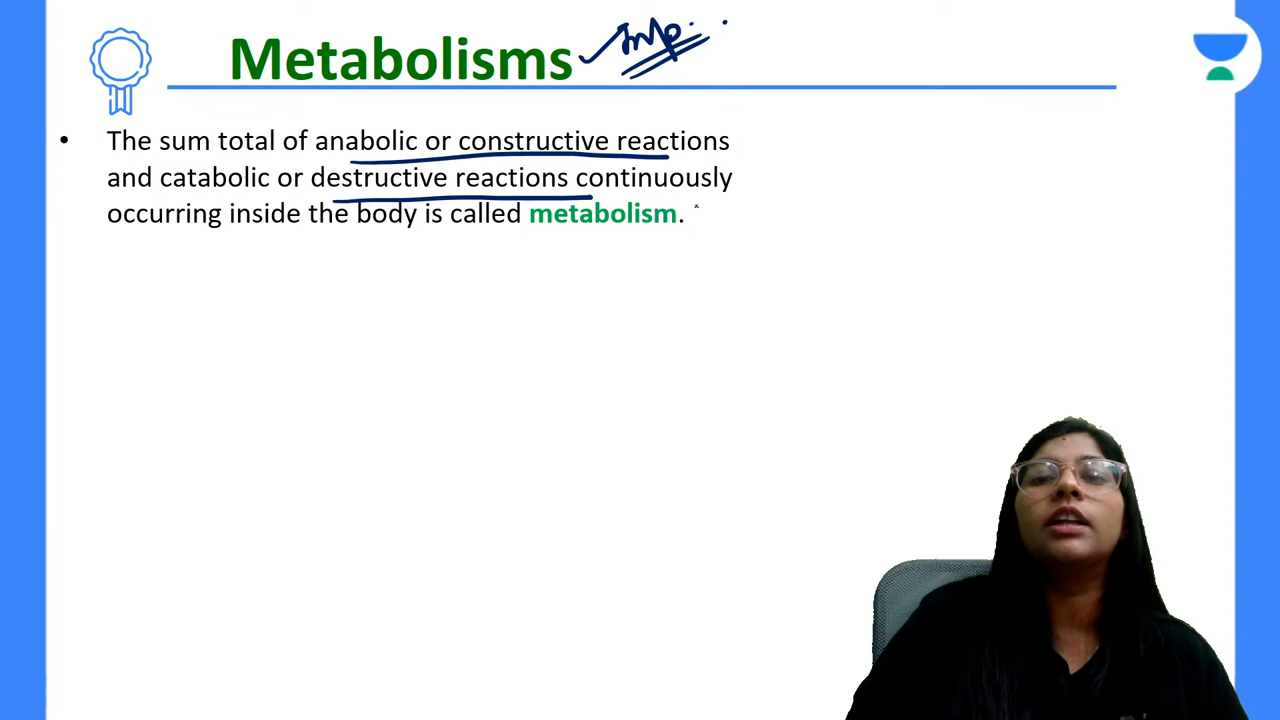 Metabolisms Imp.
• The sum total of anabolic or constructive reactions
and catabolic or destructive reactions continuously
occurring inside the body is called metabolism.